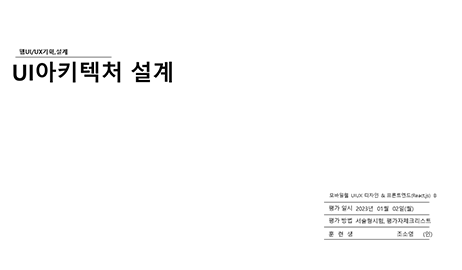 웹UI/UX기획,설계
UI아키텍처 설계
모바일웹 UIUX 디자인 & 프론트엔드(React.js) B
평가 일시 2023년 01월 02일(월)
평가 방법 서술형시험, 평가자체크리스트
훈 련 생 조소영 (인)